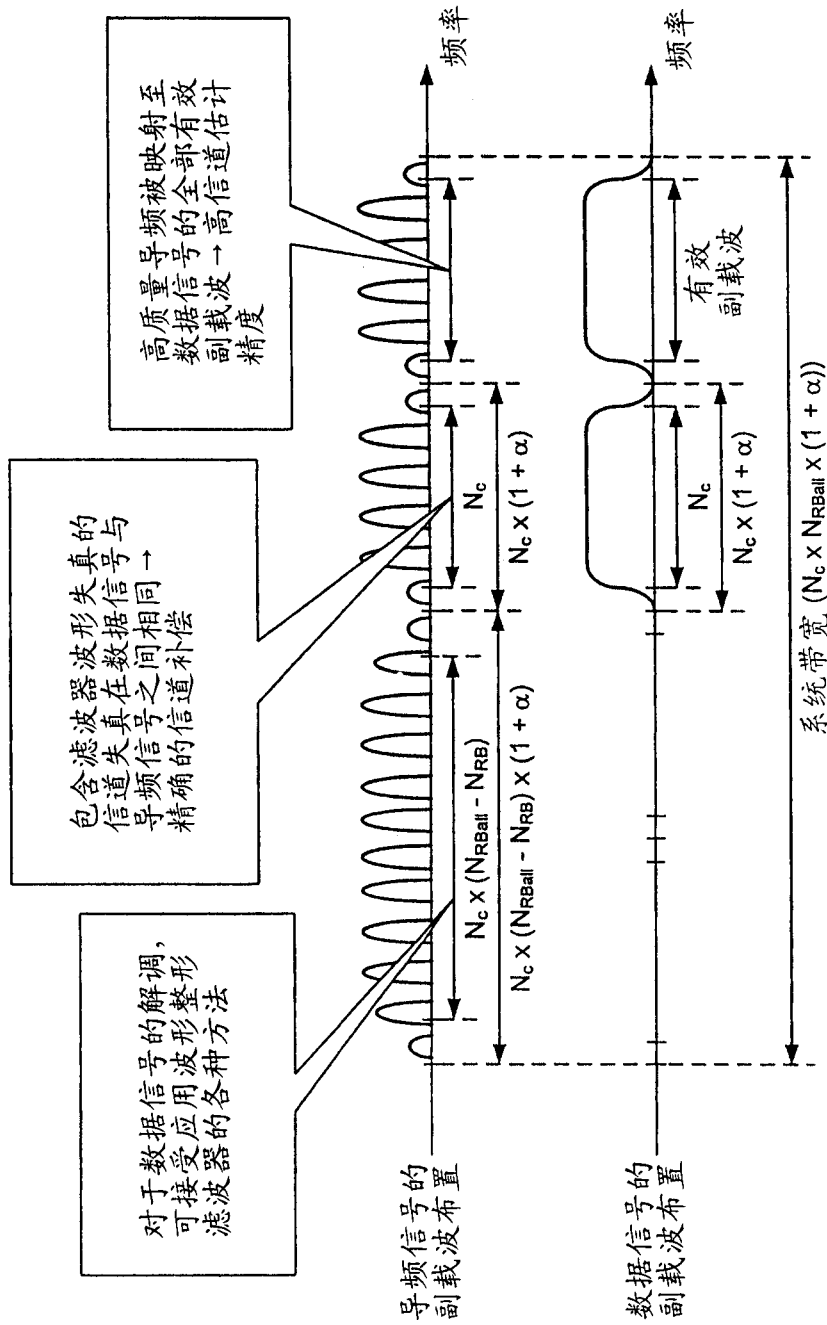 对于数据信号的解调,
可接受应用波形整形
滤波器的各种方法
包含滤波器波形失真的
信道失真在数据信号与
导频信号之间相同→
精确的信道补偿
高质量导频被映射至
数据信号的全部有效
副载波→高信道估计
精度
导频信号的
副载波布置
频率
N_C x (N_RBall - N_RB)
N_C x (N_RBall - N_RB) x (1 + α)
N_C
N_C x (1 + α)
数据信号的
副载波布置
频率
N_C
N_C x (1 + α)
有效
副载波
系统带宽 (N_C x N_RBall x (1 + α))